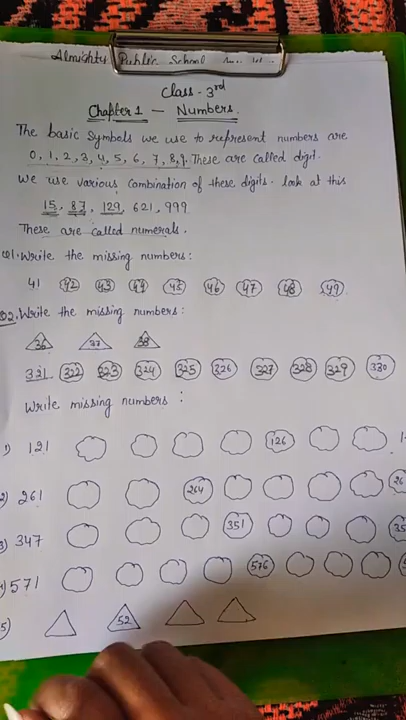 Almighty Public School
Class - 3rd
Chapter 1 - Numbers.
The basic symbols we use to represent numbers are
0, 1, 2, 3, 4, 5, 6, 7, 8, 9. These are called digit.
We use various combination of these digits. look at this
15, 87, 129, 621, 999
These are called numerals.
Q1. Write the missing numbers:
41 42 43 44 45 46 47 48 49
Q2. Write the missing numbers:
36 37 38
321 322 323 324 325 326 327 328 329 330
Write missing numbers :
1) 121 126
2) 261 264 26
3) 347 351 35
4) 571 576
5) 52